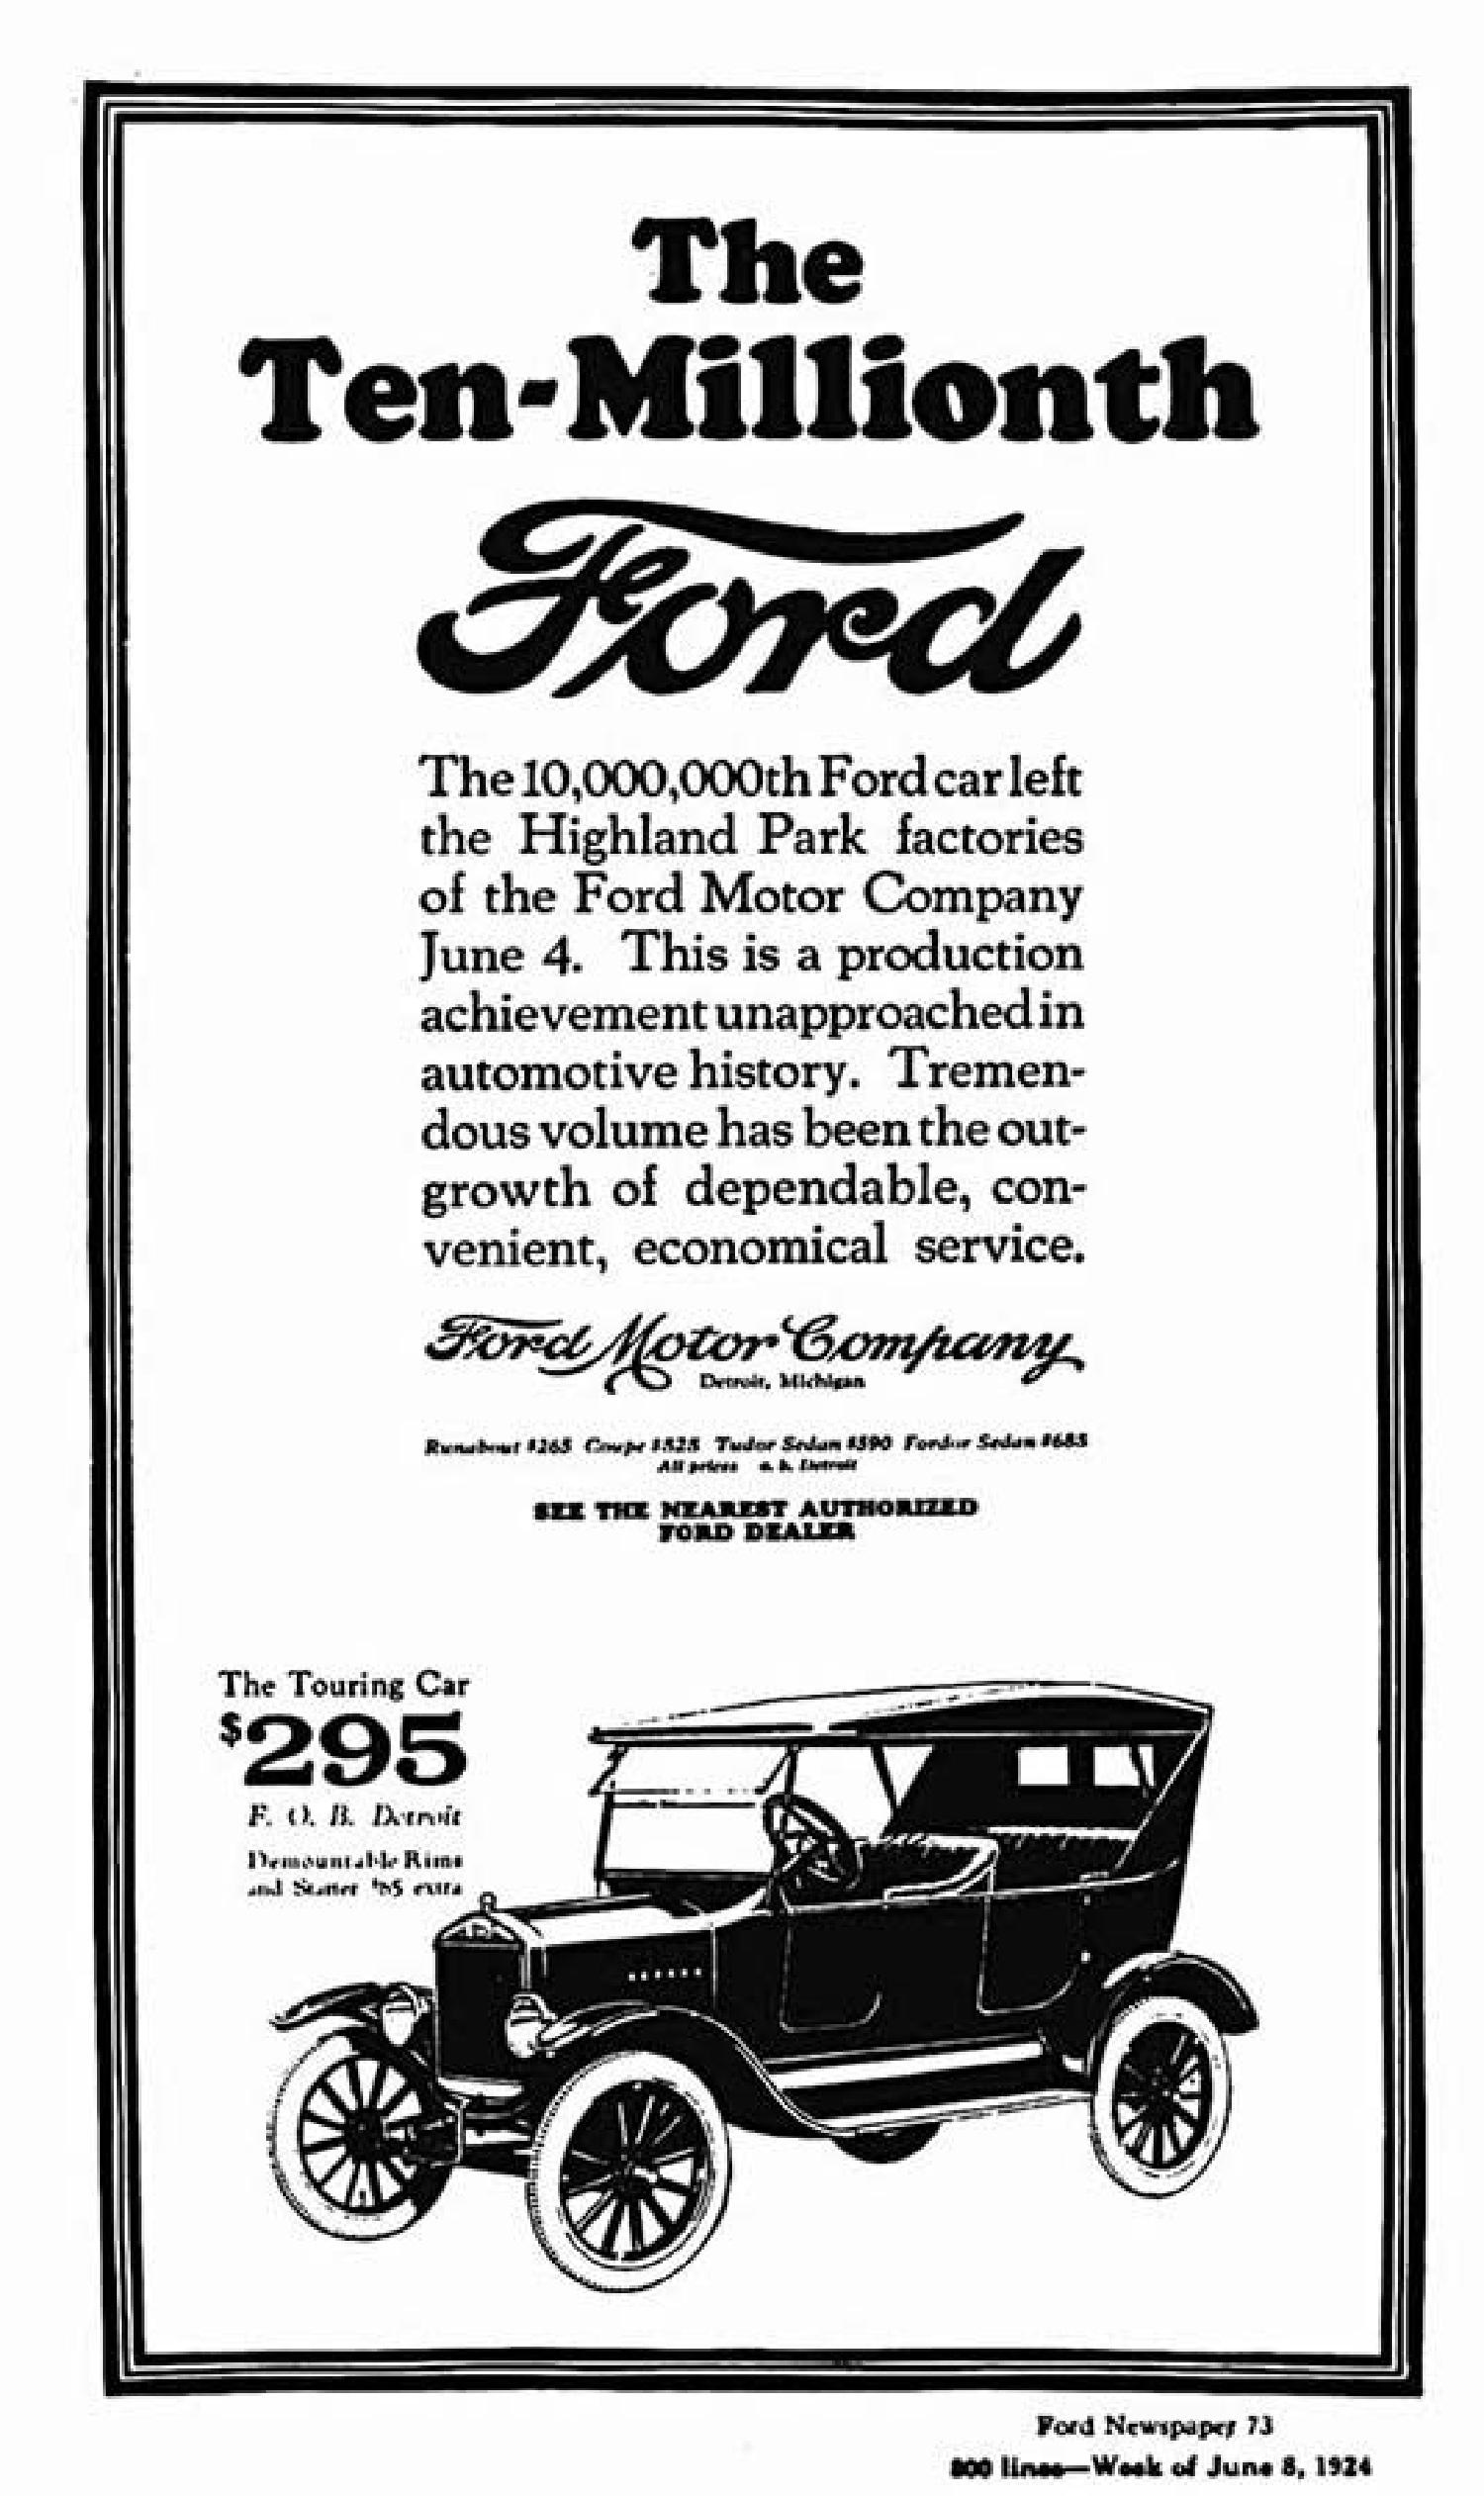 The
Ten-Millionth
Ford
The 10,000,000th Ford car left
the Highland Park factories
of the Ford Motor Company
June 4. This is a production
achievement unapproached in
automotive history. Tremen-
dous volume has been the out-
growth of dependable, con-
venient, economical service.
Ford Motor Company
Detroit, Michigan
Runabout $265 Coupe $525 Tudor Sedan $590 Fordor Sedan $685
All prices o. b. Detroit
SEE THE NEAREST AUTHORIZED
FORD DEALER
The Touring Car
$295
F. O. B. Detroit
Demountable Rims
and Starter $85 extra
Ford Newspaper 73
800 lines—Week of June 8, 1924